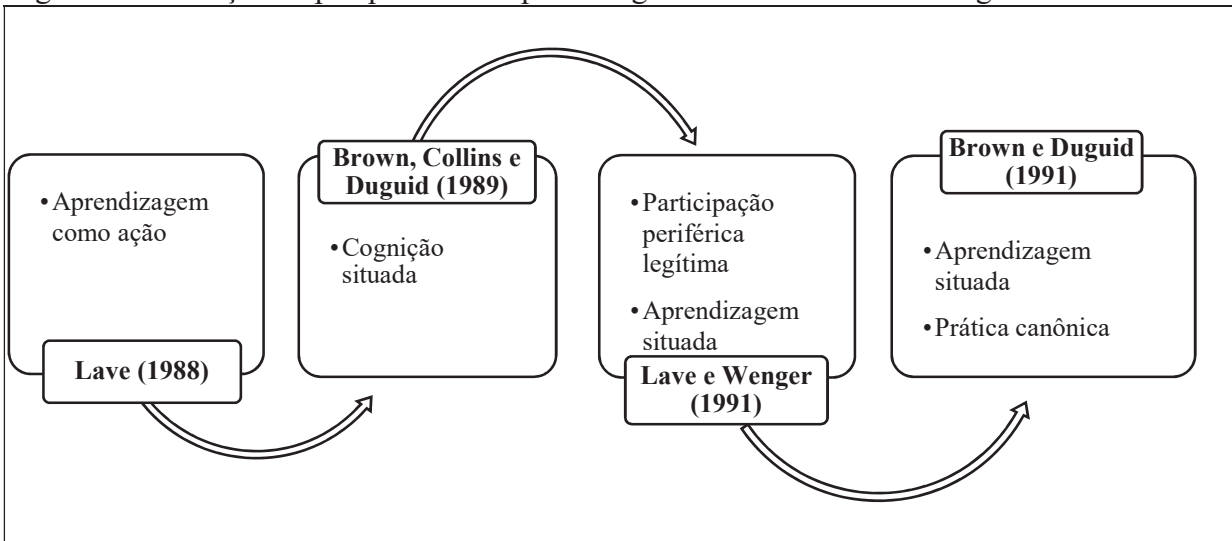 •Aprendizagem
como ação
Lave (1988)
Brown, Collins e
Duguid (1989)
•Cognição
situada
•Participação
periférica
legítima
•Aprendizagem
situada
Lave e Wenger
(1991)
Brown e Duguid
(1991)
•Aprendizagem
situada
•Prática canônica